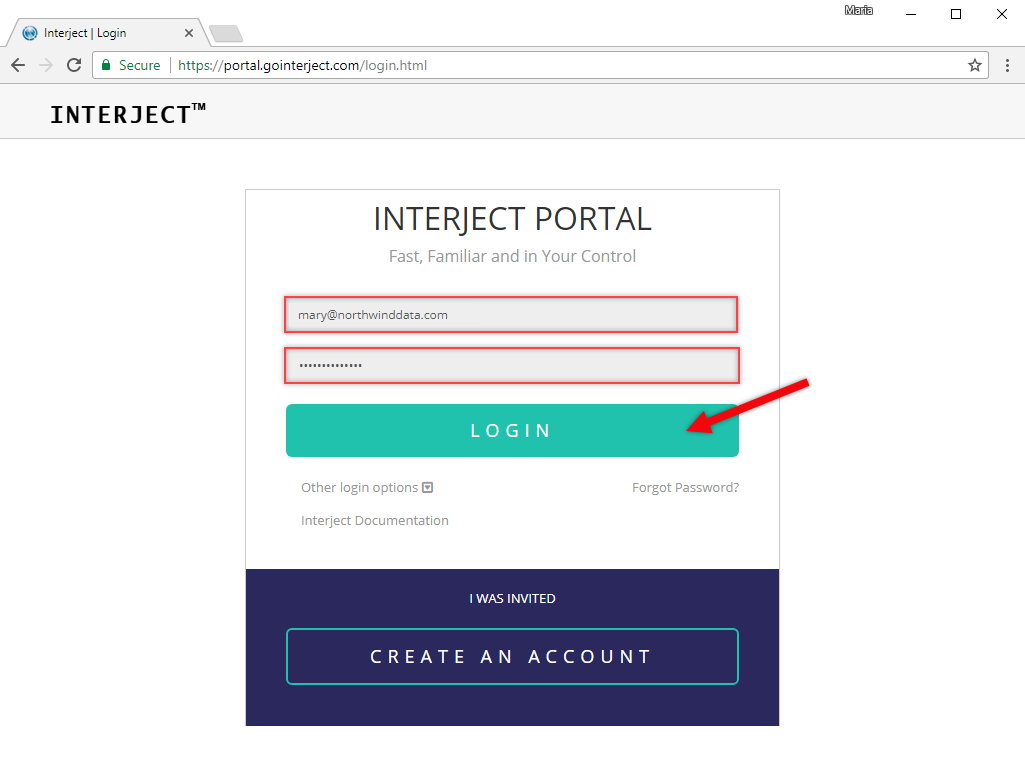 Maria
Interject | Login
Secure
https://portal.gointerject.com/login.html
INTERJECT™
INTERJECT PORTAL
Fast, Familiar and in Your Control
mary@northwinddata.com
••••••••••••••
LOGIN
Other login options
Forgot Password?
Interject Documentation
I WAS INVITED
CREATE AN ACCOUNT